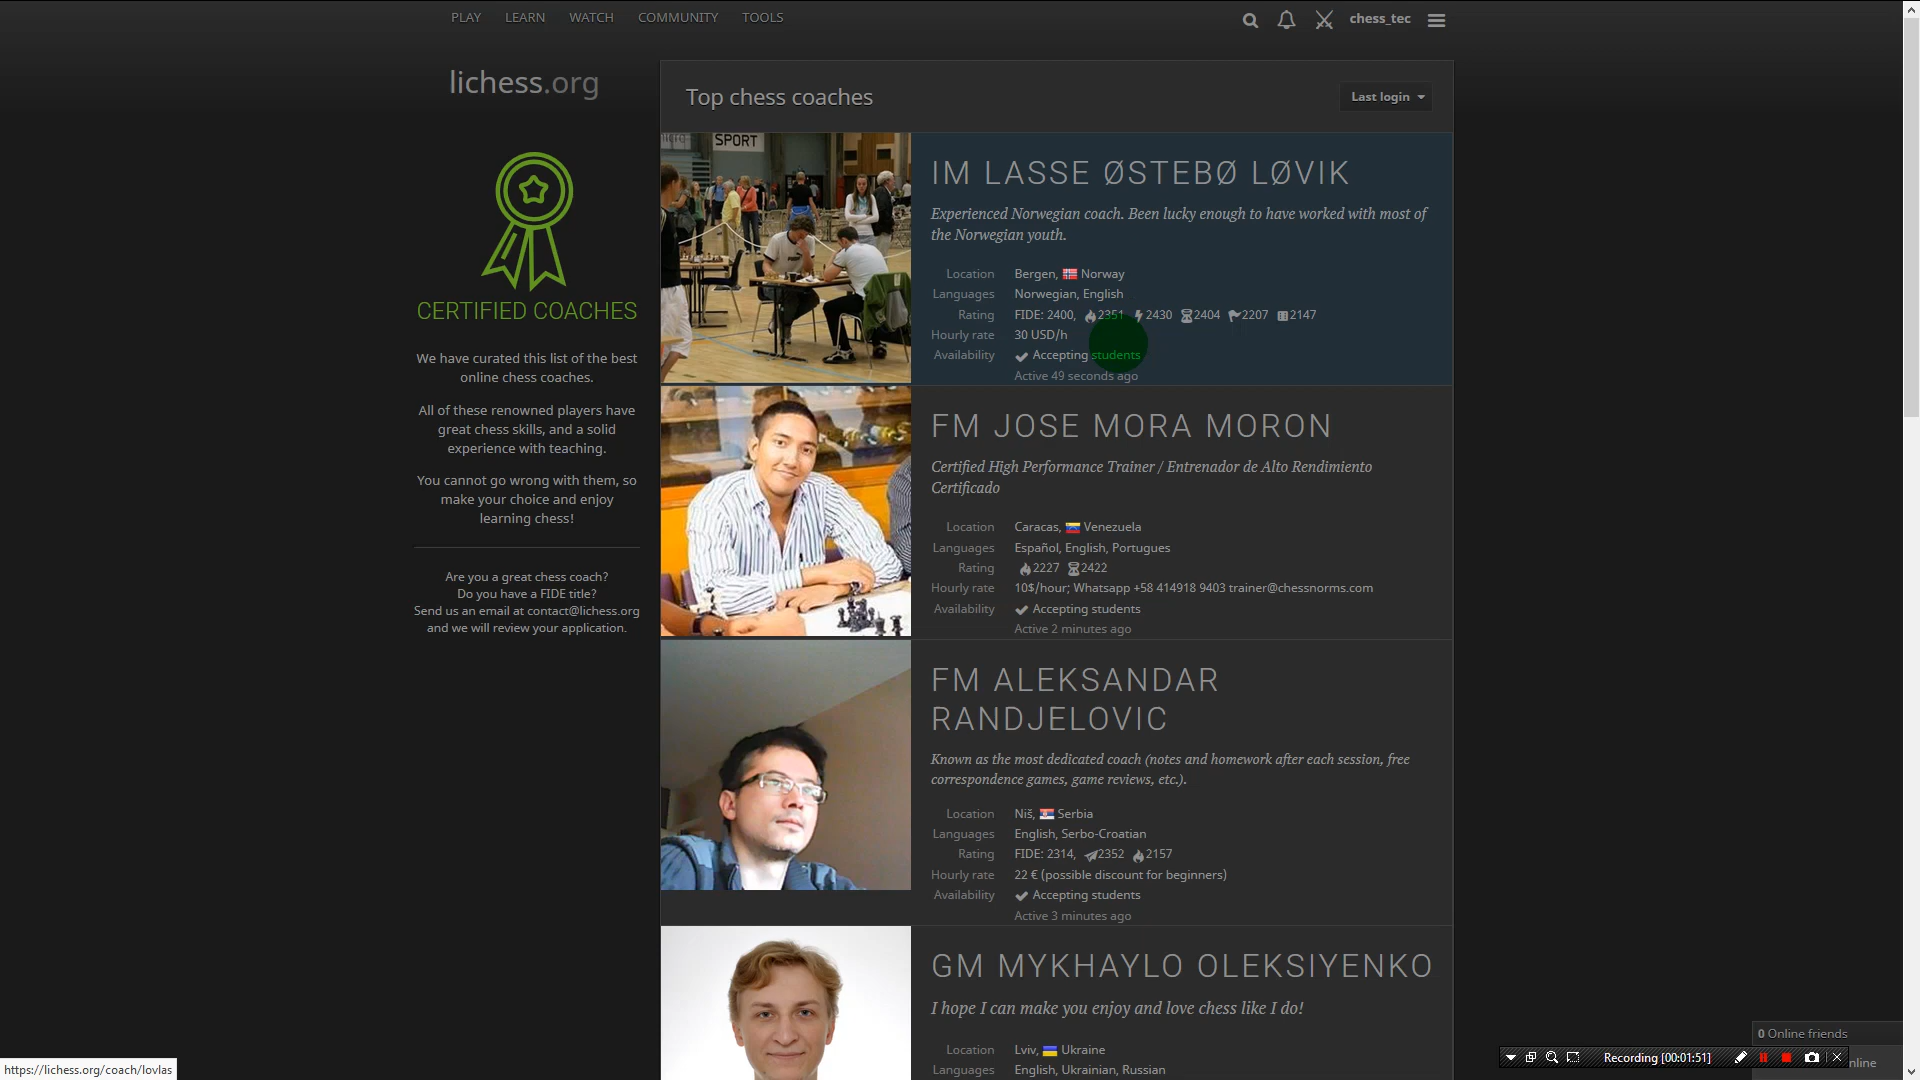 PLAY LEARN WATCH COMMUNITY TOOLS
chess_tec
lichess.org
Top chess coaches
Last login
CERTIFIED COACHES
We have curated this list of the best
online chess coaches.
All of these renowned players have
great chess skills, and a solid
experience with teaching.
You cannot go wrong with them, so
make your choice and enjoy
learning chess!
Are you a great chess coach?
Do you have a FIDE title?
Send us an email at contact@lichess.org
and we will review your application.
SPORT
IM LASSE ØSTEBØ LØVIK
Experienced Norwegian coach. Been lucky enough to have worked with most of
the Norwegian youth.
Location Bergen, Norway
Languages Norwegian, English
Rating FIDE: 2400, 2351 2430 2404 2207 2147
Hourly rate 30 USD/h
Availability Accepting students
Active 49 seconds ago
FM JOSE MORA MORON
Certified High Performance Trainer / Entrenador de Alto Rendimiento
Certificado
Location Caracas, Venezuela
Languages Español, English, Portugues
Rating 2227 2422
Hourly rate 10$/hour; Whatsapp +58 414918 9403 trainer@chessnorms.com
Availability Accepting students
Active 2 minutes ago
FM ALEKSANDAR
RANDJELOVIC
Known as the most dedicated coach (notes and homework after each session, free
correspondence games, game reviews, etc.).
Location Niš, Serbia
Languages English, Serbo-Croatian
Rating FIDE: 2314, 2352 2157
Hourly rate 22 € (possible discount for beginners)
Availability Accepting students
Active 3 minutes ago
GM MYKHAYLO OLEKSIYENKO
I hope I can make you enjoy and love chess like I do!
Location Lviv, Ukraine
Languages English, Ukrainian, Russian
0 Online friends
Recording [00:01:51]
nline
https://lichess.org/coach/lovlas